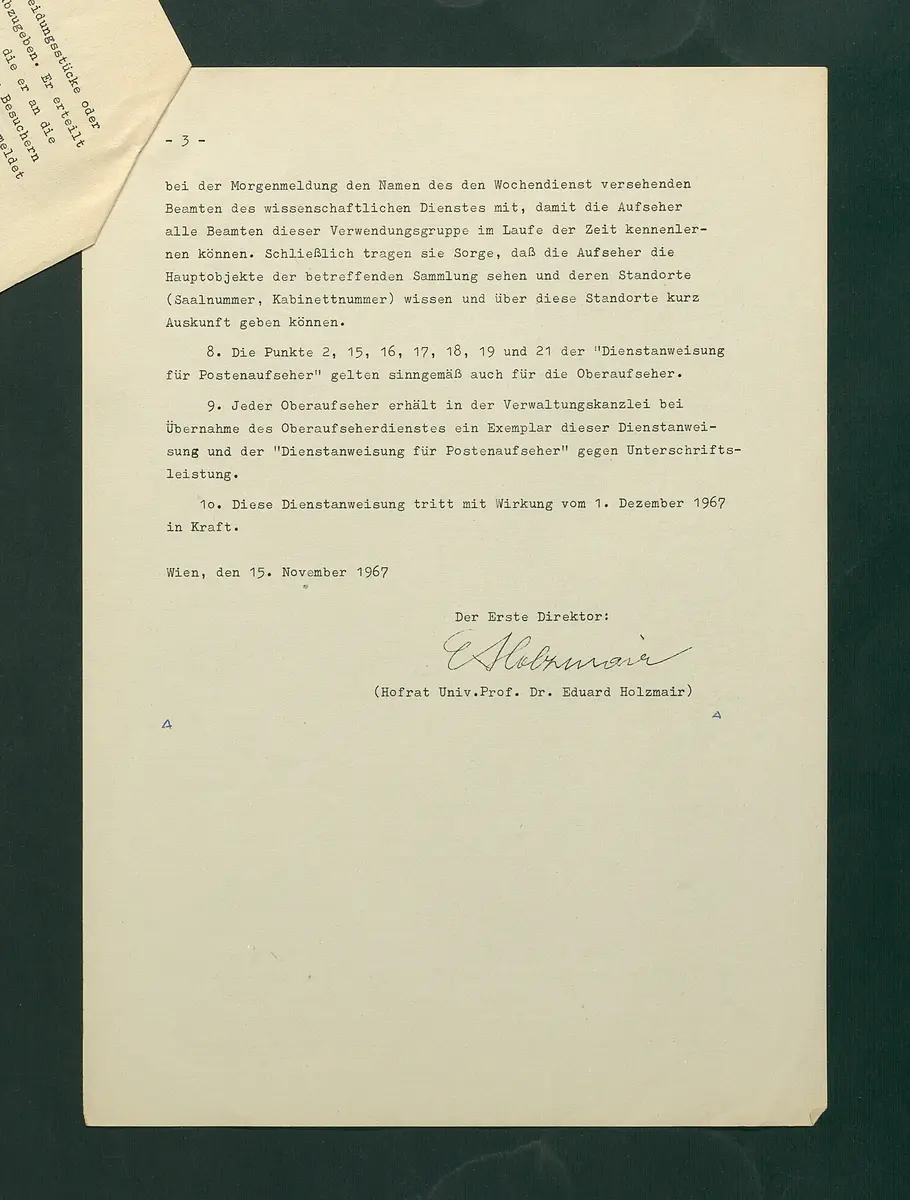 eidungsstücke oder
bzugeben. Er erteilt
die er an die
Besuchern
meldet
- 3 -
bei der Morgenmeldung den Namen des den Wochendienst versehenden
Beamten des wissenschaftlichen Dienstes mit, damit die Aufseher
alle Beamten dieser Verwendungsgruppe im Laufe der Zeit kennenler-
nen können. Schließlich tragen sie Sorge, daß die Aufseher die
Hauptobjekte der betreffenden Sammlung sehen und deren Standorte
(Saalnummer, Kabinettnummer) wissen und über diese Standorte kurz
Auskunft geben können.
8. Die Punkte 2, 15, 16, 17, 18, 19 und 21 der "Dienstanweisung
für Postenaufseher" gelten sinngemäß auch für die Oberaufseher.
9. Jeder Oberaufseher erhält in der Verwaltungskanzlei bei
Übernahme des Oberaufseherdienstes ein Exemplar dieser Dienstanwei-
sung und der "Dienstanweisung für Postenaufseher" gegen Unterschrifts-
leistung.
1o. Diese Dienstanweisung tritt mit Wirkung vom 1. Dezember 1967
in Kraft.
Wien, den 15. November 1967
Der Erste Direktor:
E Holzmair
(Hofrat Univ.Prof. Dr. Eduard Holzmair)